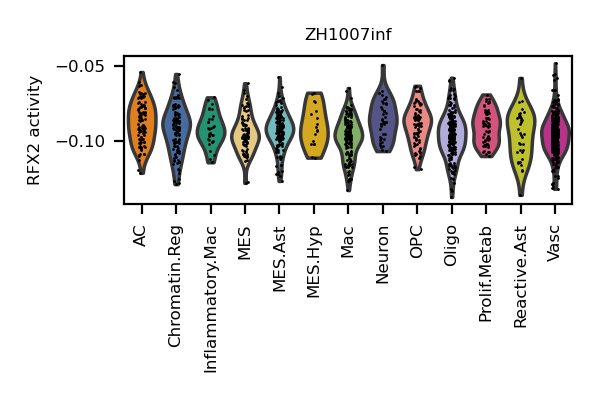 ZH1007inf
RFX2 activity
−0.05
−0.10
AC
Chromatin.Reg
Inflammatory.Mac
MES
MES.Ast
MES.Hyp
Mac
Neuron
OPC
Oligo
Prolif.Metab
Reactive.Ast
Vasc